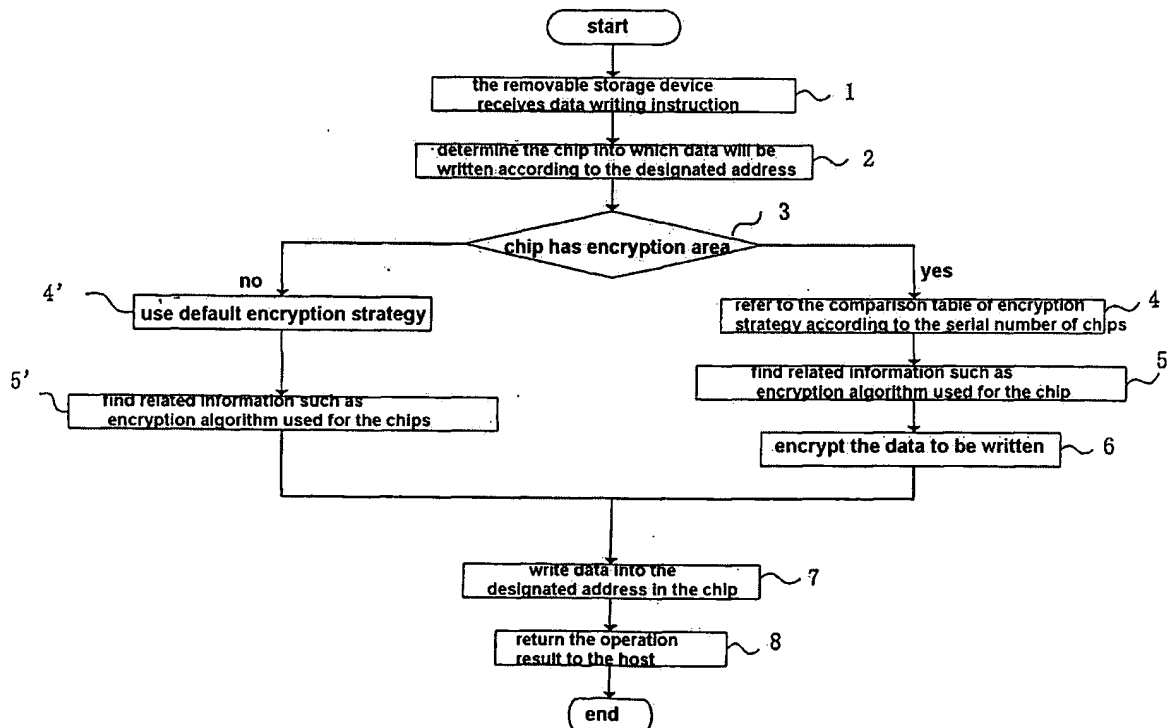 start
the removable storage device
receives data writing instruction
1
determine the chip into which data will be
written according to the designated address
2
3
chip has encryption area
no
yes
4'
use default encryption strategy
refer to the comparison table of encryption
strategy according to the serial number of chips
4
5'
find related information such as
encryption algorithm used for the chips
find related information such as
encryption algorithm used for the chip
5
encrypt the data to be written
6
write data into the
designated address in the chip
7
return the operation
result to the host
8
end